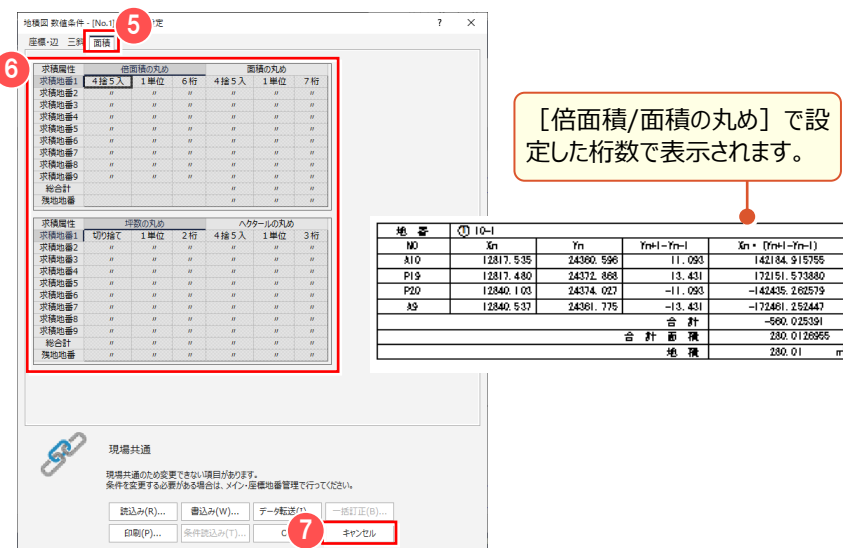 地積図 数値条件 - [No.1] 定
? ×
5
座標・辺 三斜 面積
6
求積属性 倍面積の丸め 面積の丸め
求積地番1 4捨5入 1単位 6桁 4捨5入 1単位 7桁
求積地番2 〃 〃 〃 〃 〃 〃
求積地番3 〃 〃 〃 〃 〃 〃
求積地番4 〃 〃 〃 〃 〃 〃
求積地番5 〃 〃 〃 〃 〃 〃
求積地番6 〃 〃 〃 〃 〃 〃
求積地番7 〃 〃 〃 〃 〃 〃
求積地番8 〃 〃 〃 〃 〃 〃
求積地番9 〃 〃 〃 〃 〃 〃
総合計 〃 〃 〃
残地地番 〃 〃 〃
求積属性 坪数の丸め ヘクタールの丸め
求積地番1 切り捨て 1単位 2桁 4捨5入 1単位 3桁
求積地番2 〃 〃 〃 〃 〃 〃
求積地番3 〃 〃 〃 〃 〃 〃
求積地番4 〃 〃 〃 〃 〃 〃
求積地番5 〃 〃 〃 〃 〃 〃
求積地番6 〃 〃 〃 〃 〃 〃
求積地番7 〃 〃 〃 〃 〃 〃
求積地番8 〃 〃 〃 〃 〃 〃
求積地番9 〃 〃 〃 〃 〃 〃
総合計 〃 〃 〃 〃 〃 〃
残地地番 〃 〃 〃 〃 〃 〃
［倍面積/面積の丸め］で設
定した桁数で表示されます。
地番 ① 10-1
NO Xn Yn Yn+1-Yn-1 Xn・(Yn+1-Yn-1)
A10 12817.535 24360.596 11.093 142184.915755
P19 12817.480 24372.868 13.431 172151.573880
P20 12840.103 24374.027 -11.093 -142435.262579
A9 12840.537 24361.775 -13.431 -172461.252447
合計 -560.025391
合計面積 280.0126955
地積 280.01 m
現場共通
現場共通のため変更できない項目があります。
条件を変更する必要がある場合は、メイン・座標地番管理で行ってください。
読込み(R)... 書込み(W)... データ転送(I)... 一括訂正(B)...
印刷(P)... 条件読込み(T)... 7 キャンセル